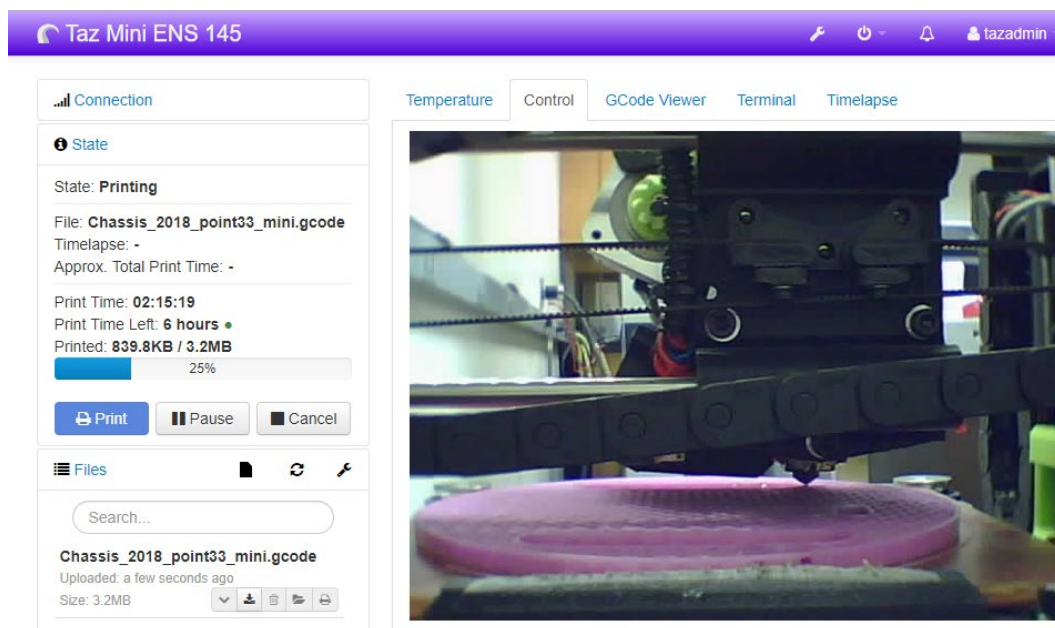 Taz Mini ENS 145
tazadmin
Connection
Temperature
Control
GCode Viewer
Terminal
Timelapse
State
State: Printing
File: Chassis_2018_point33_mini.gcode
Timelapse: -
Approx. Total Print Time: -
Print Time: 02:15:19
Print Time Left: 6 hours
Printed: 839.8KB / 3.2MB
25%
Print
Pause
Cancel
Files
Search...
Chassis_2018_point33_mini.gcode
Uploaded: a few seconds ago
Size: 3.2MB